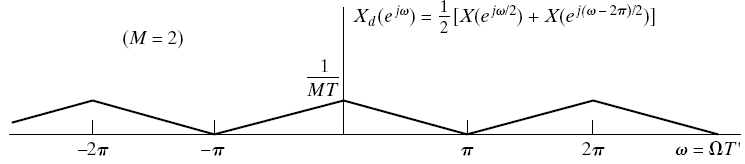 X_d(e^{jω}) = 1/2 [X(e^{jω/2}) + X(e^{j(ω – 2π)/2})]
(M = 2)
1/MT
–2π –π π 2π ω = ΩT'